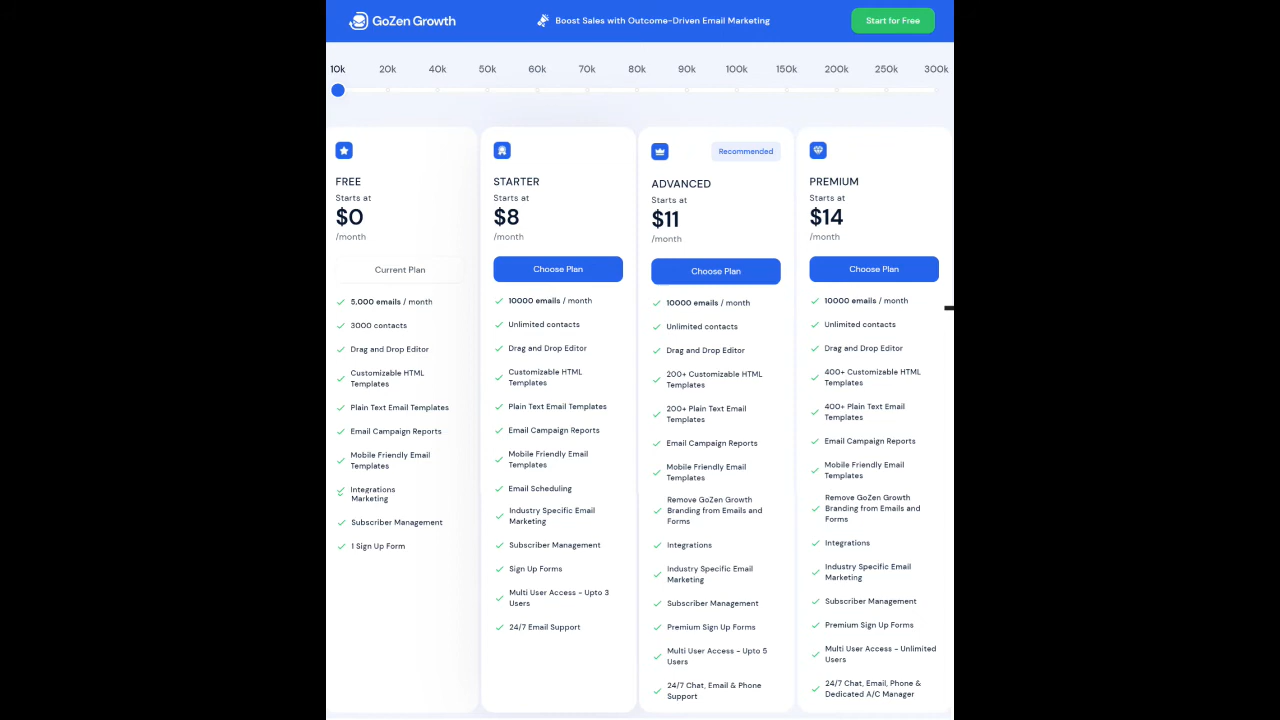 GoZen Growth
Boost Sales with Outcome-Driven Email Marketing
Start for Free
10k 20k 40k 50k 60k 70k 80k 90k 100k 150k 200k 250k 300k
FREE
Starts at
$0
/month
Current Plan
5,000 emails / month
3000 contacts
Drag and Drop Editor
Customizable HTML
Templates
Plain Text Email Templates
Email Campaign Reports
Mobile Friendly Email
Templates
Integrations
Marketing
Subscriber Management
1 Sign Up Form
STARTER
Starts at
$8
/month
Choose Plan
10000 emails / month
Unlimited contacts
Drag and Drop Editor
Customizable HTML
Templates
Plain Text Email Templates
Email Campaign Reports
Mobile Friendly Email
Templates
Email Scheduling
Industry Specific Email
Marketing
Subscriber Management
Sign Up Forms
Multi User Access - Upto 3
Users
24/7 Email Support
Recommended
ADVANCED
Starts at
$11
/month
Choose Plan
10000 emails / month
Unlimited contacts
Drag and Drop Editor
200+ Customizable HTML
Templates
200+ Plain Text Email
Templates
Email Campaign Reports
Mobile Friendly Email
Templates
Remove GoZen Growth
Branding from Emails and
Forms
Integrations
Industry Specific Email
Marketing
Subscriber Management
Premium Sign Up Forms
Multi User Access - Upto 5
Users
24/7 Chat, Email & Phone
Support
PREMIUM
Starts at
$14
/month
Choose Plan
10000 emails / month
Unlimited contacts
Drag and Drop Editor
400+ Customizable HTML
Templates
400+ Plain Text Email
Templates
Email Campaign Reports
Mobile Friendly Email
Templates
Remove GoZen Growth
Branding from Emails and
Forms
Integrations
Industry Specific Email
Marketing
Subscriber Management
Premium Sign Up Forms
Multi User Access - Unlimited
Users
24/7 Chat, Email, Phone &
Dedicated A/C Manager